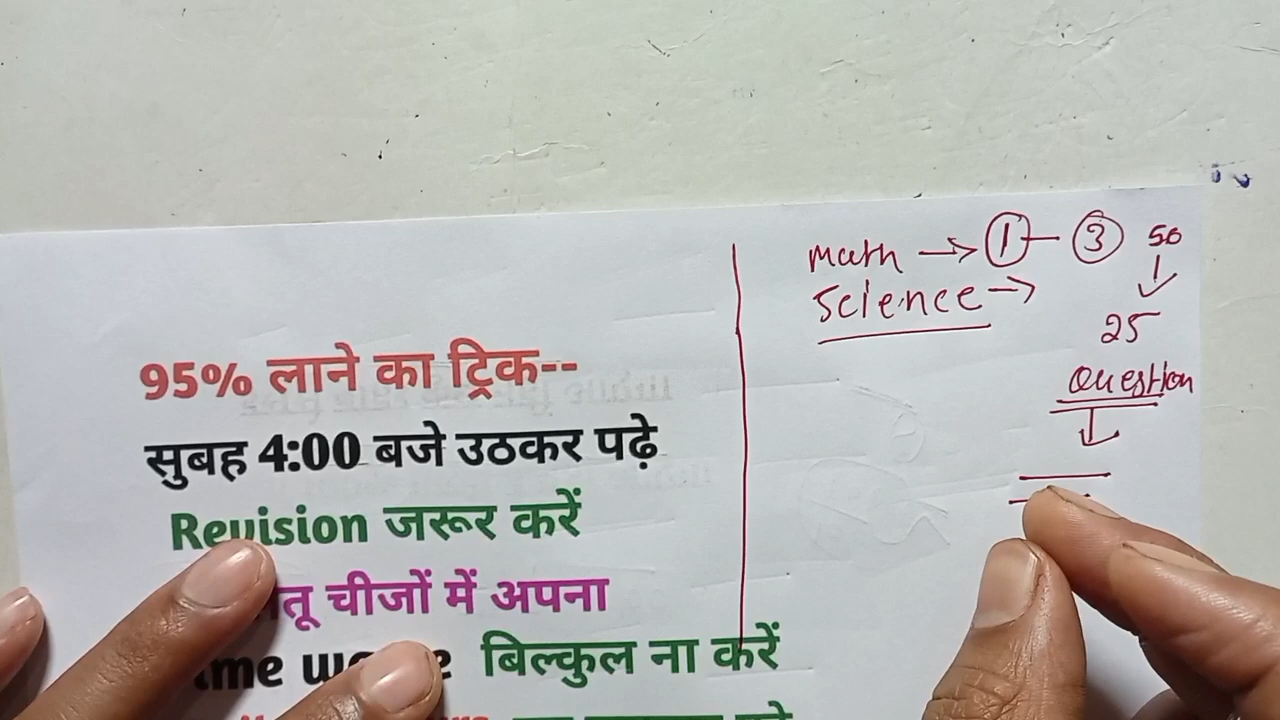 95% लाने का ट्रिक--
सुबह 4:00 बजे उठकर पढ़े
Revision जरूर करें
चीजों में अपना
बिल्कुल ना करें
Math → ① — ③
Science →
50
25
Question